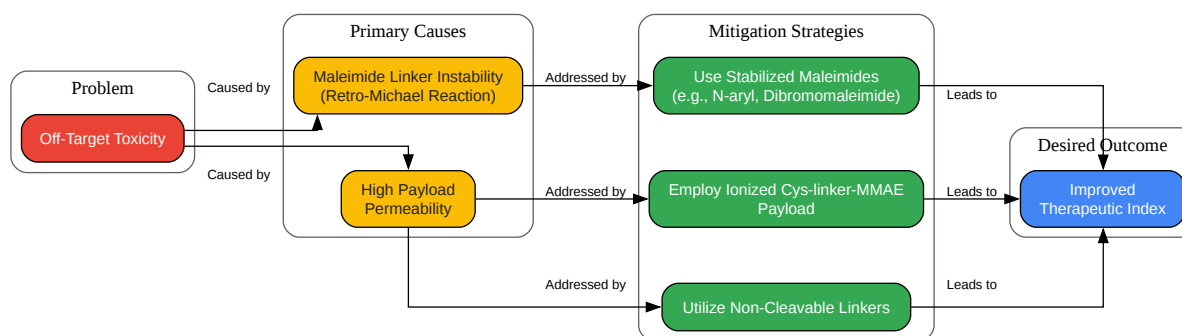 Problem
Off-Target Toxicity
Caused by
Caused by
Primary Causes
Maleimide Linker Instability
(Retro-Michael Reaction)
High Payload
Permeability
Addressed by
Addressed by
Addressed by
Mitigation Strategies
Use Stabilized Maleimides
(e.g., N-aryl, Dibromomaleimide)
Employ Ionized Cys-linker-MMAE
Payload
Utilize Non-Cleavable Linkers
Leads to
Leads to
Leads to
Desired Outcome
Improved
Therapeutic Index